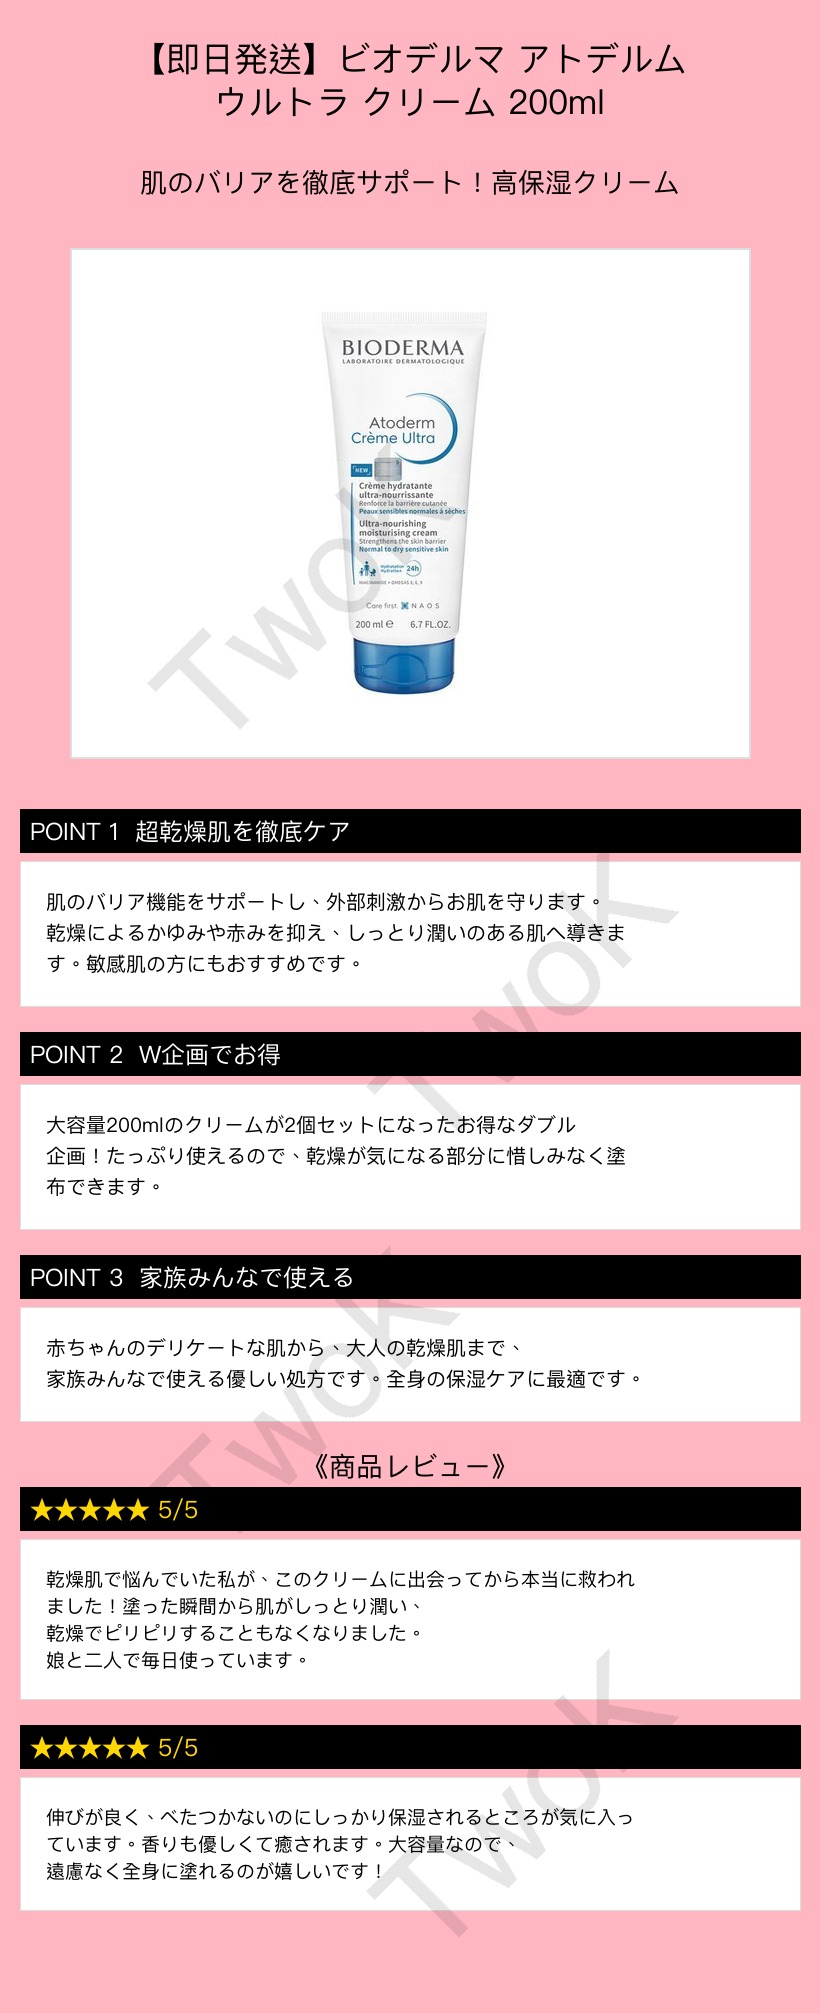 【即日発送】ビオデルマ アトデルム
ウルトラ クリーム 200ml
肌のバリアを徹底サポート！高保湿クリーム
BIODERMA
LABORATOIRE DERMATOLOGIQUE
Atoderm
Crème Ultra
NEW
Crème hydratante
ultra-nourrissante
Renforce la barrière cutanée
Peaux sensibles normales à sèches
Ultra-nourishing
moisturising cream
Strengthens the skin barrier
Normal to dry sensitive skin
Hydratation
Hydration
24h
NIACINAMIDE + OMEGAS 3, 6, 9
Care first. NAOS
200 ml ℮ 6.7 FL.OZ.
TwoK
POINT 1 超乾燥肌を徹底ケア
肌のバリア機能をサポートし、外部刺激からお肌を守ります。
乾燥によるかゆみや赤みを抑え、しっとり潤いのある肌へ導きま
す。敏感肌の方にもおすすめです。
TwoK
POINT 2 W企画でお得
大容量200mlのクリームが2個セットになったお得なダブル
企画！たっぷり使えるので、乾燥が気になる部分に惜しみなく塗
布できます。
POINT 3 家族みんなで使える
赤ちゃんのデリケートな肌から、大人の乾燥肌まで、
家族みんなで使える優しい処方です。全身の保湿ケアに最適です。
TwoK
《商品レビュー》
★★★★★ 5/5
乾燥肌で悩んでいた私が、このクリームに出会ってから本当に救われ
ました！塗った瞬間から肌がしっとり潤い、
乾燥でピリピリすることもなくなりました。
娘と二人で毎日使っています。
★★★★★ 5/5
伸びが良く、べたつかないのにしっかり保湿されるところが気に入っ
ています。香りも優しくて癒されます。大容量なので、
遠慮なく全身に塗れるのが嬉しいです！
TwoK